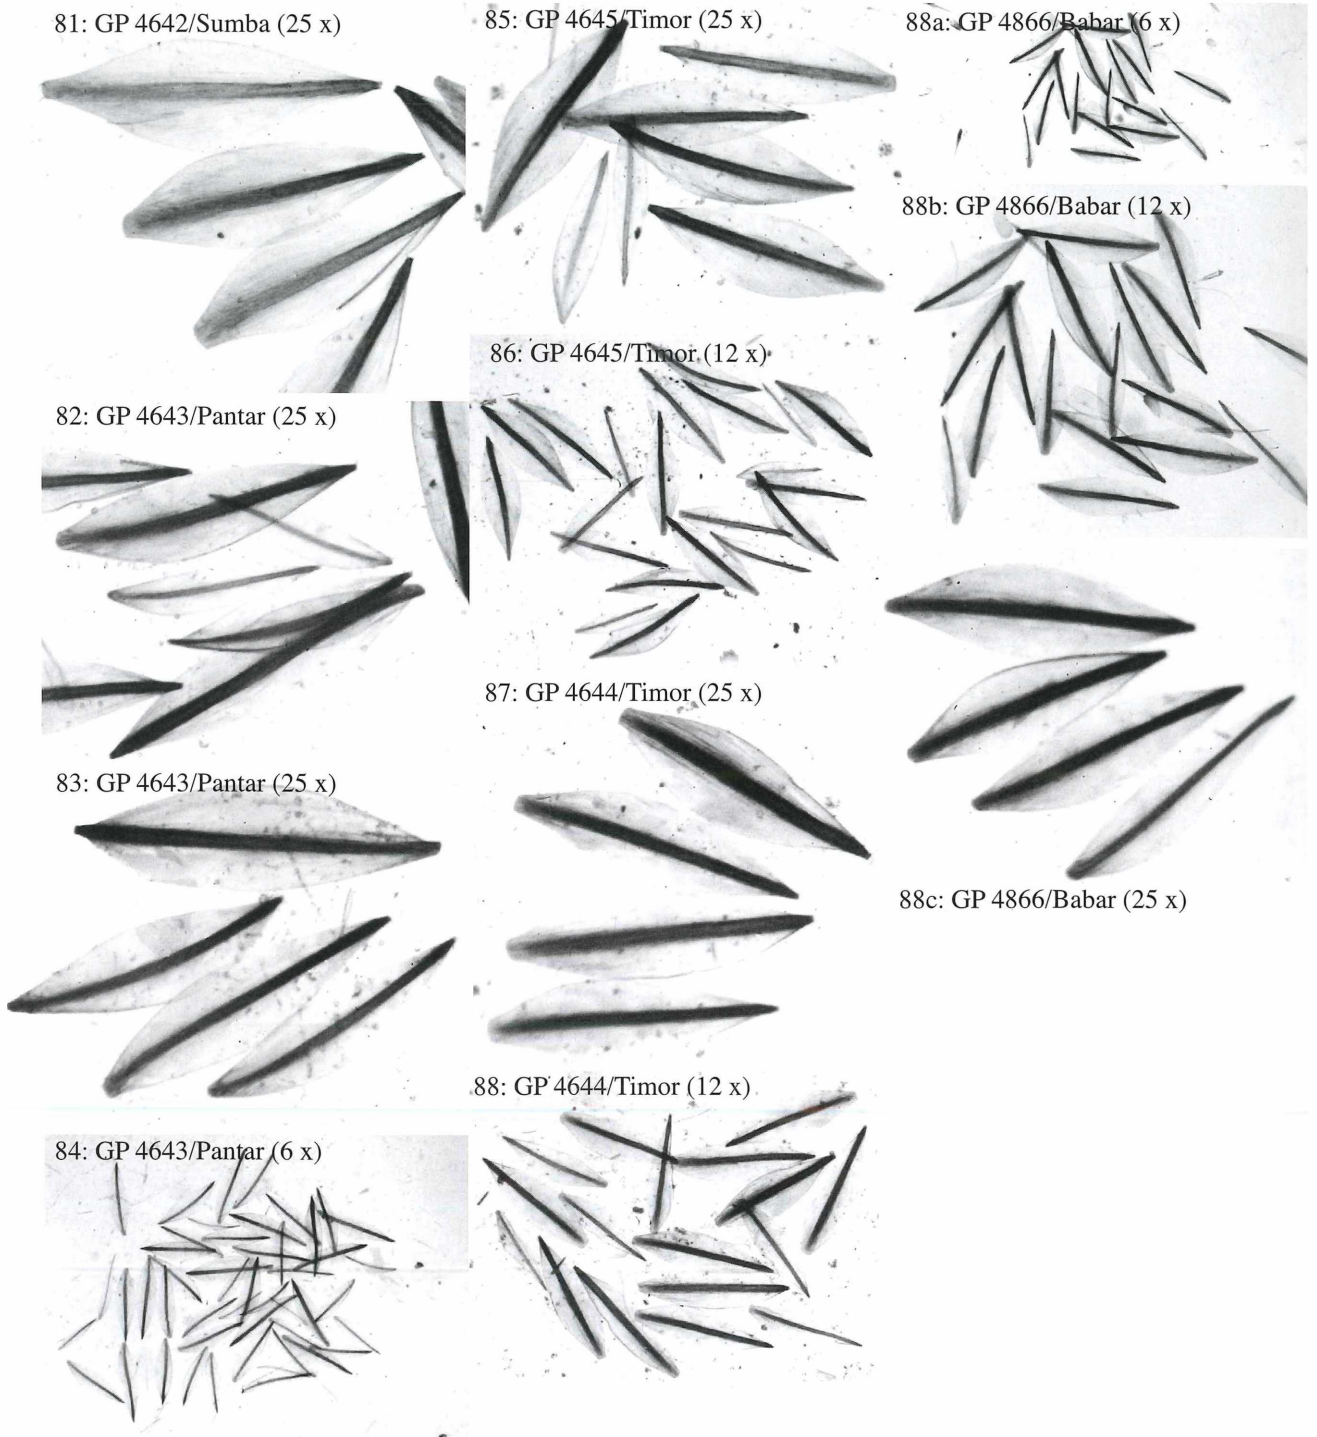 81: GP 4642/Sumba (25 x)
82: GP 4643/Pantar (25 x)
83: GP 4643/Pantar (25 x)
84: GP 4643/Pantar (6 x)
85: GP 4645/Timor (25 x)
86: GP 4645/Timor (12 x)
87: GP 4644/Timor (25 x)
88: GP 4644/Timor (12 x)
88a: GP 4866/Babar (6 x)
88b: GP 4866/Babar (12 x)
88c: GP 4866/Babar (25 x)